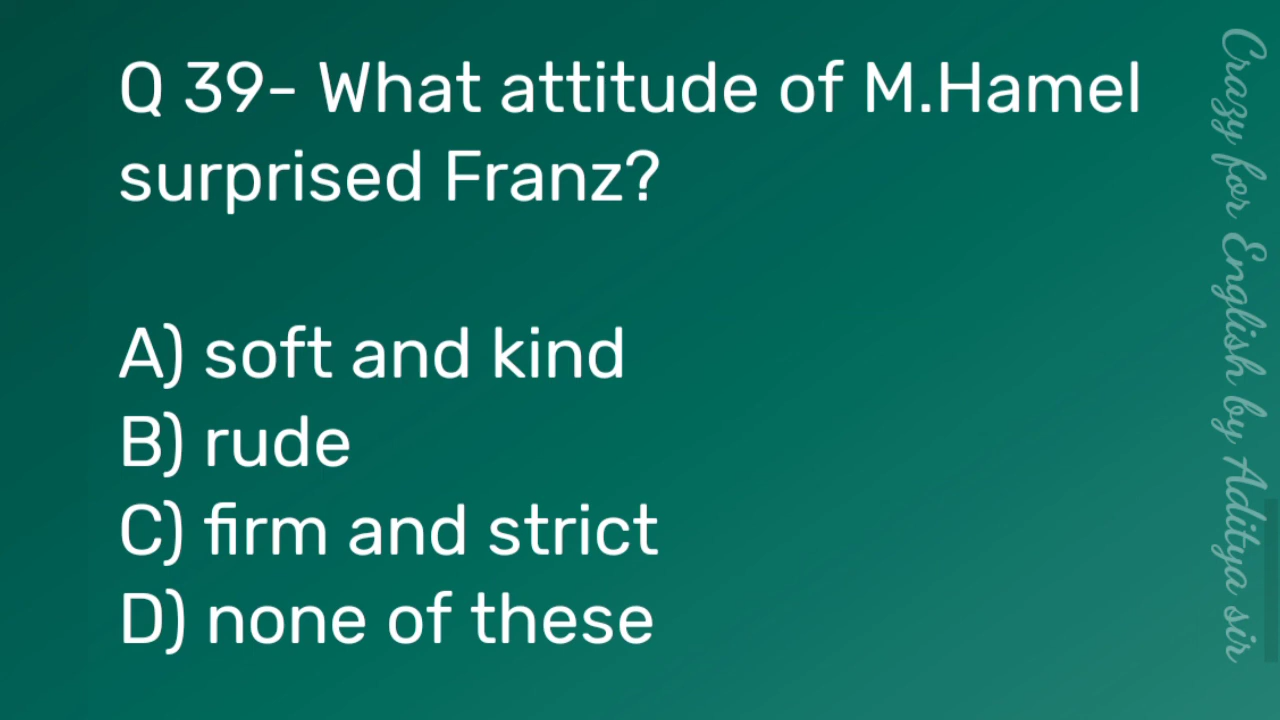 Q 39- What attitude of M.Hamel
surprised Franz?
A) soft and kind
B) rude
C) firm and strict
D) none of these
Crazy for English by Aditya sir